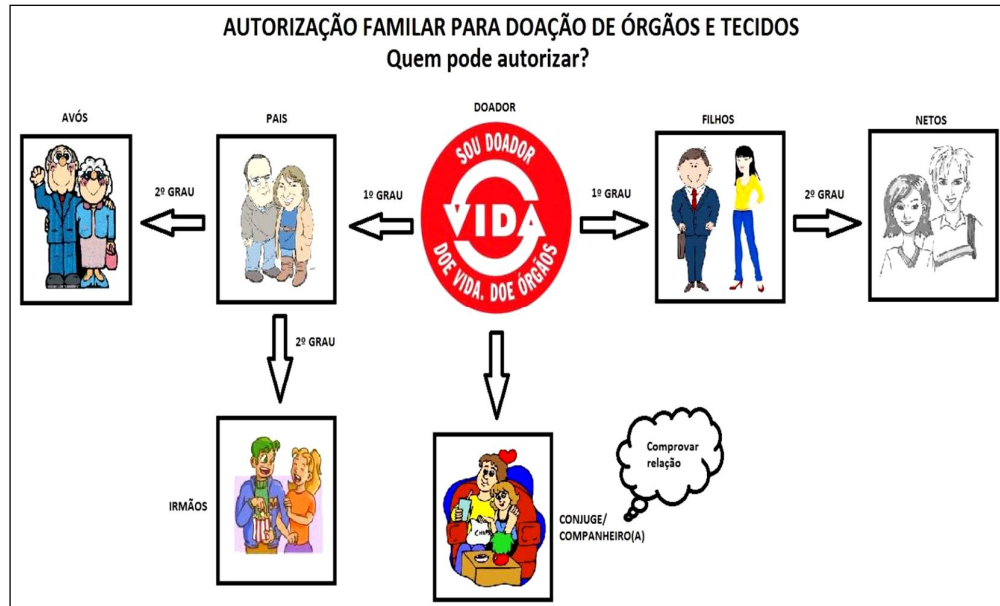 AUTORIZAÇÃO FAMILAR PARA DOAÇÃO DE ÓRGÃOS E TECIDOS
Quem pode autorizar?
AVÓS
PAIS
DOADOR
FILHOS
NETOS
SOU DOADOR
VIDA
DOE VIDA. DOE ÓRGÃOS
2º GRAU
1º GRAU
1º GRAU
2º GRAU
2º GRAU
IRMÃOS
CONJUGE/
COMPANHEIRO(A)
Comprovar
relação